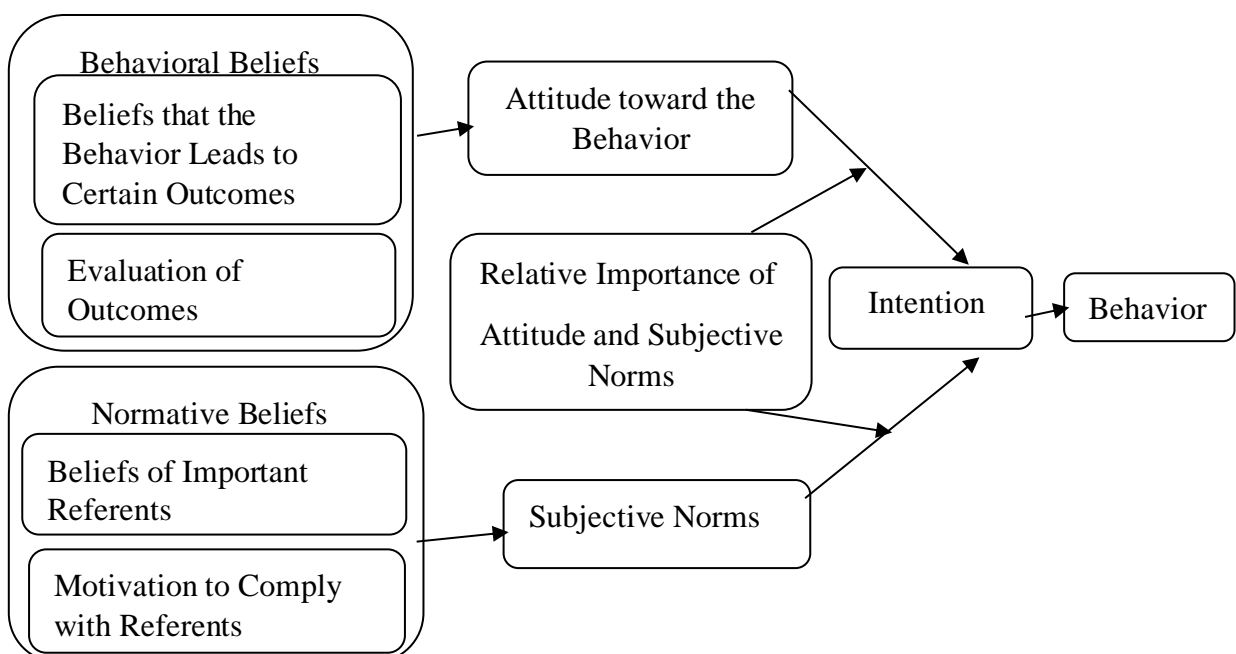 Behavioral Beliefs
Beliefs that the
Behavior Leads to
Certain Outcomes
Evaluation of
Outcomes
Normative Beliefs
Beliefs of Important
Referents
Motivation to Comply
with Referents
Attitude toward the
Behavior
Relative Importance of
Attitude and Subjective
Norms
Subjective Norms
Intention
Behavior